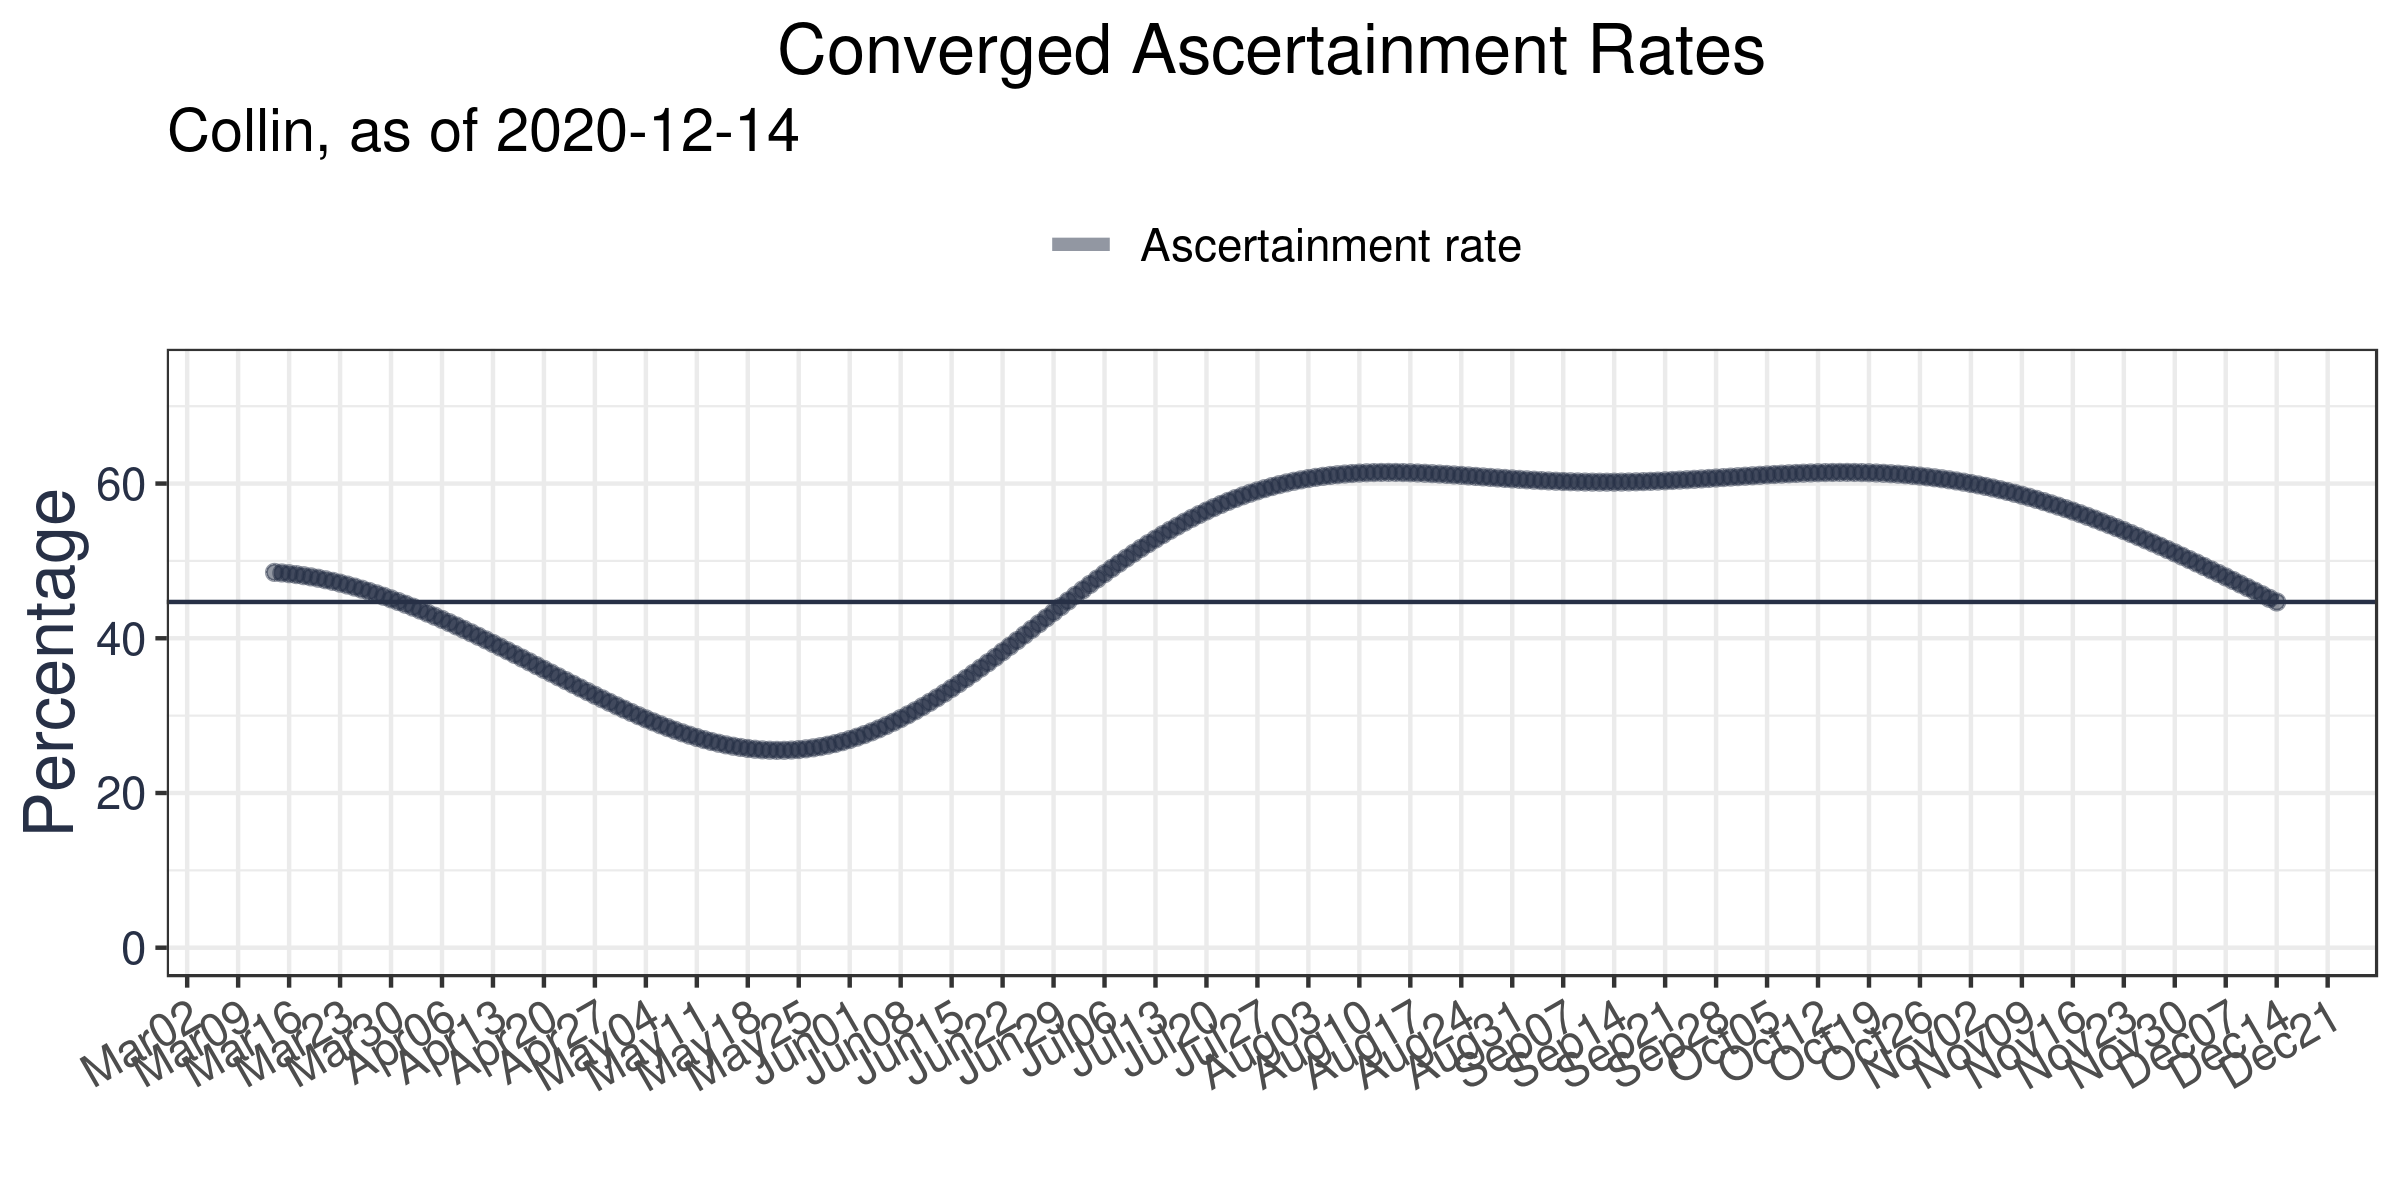 Converged Ascertainment Rates
Collin, as of 2020-12-14
Ascertainment rate
Percentage
60
40
20
0
Mar02
Mar09
Mar16
Mar23
Mar30
Apr06
Apr13
Apr20
Apr27
May04
May11
May18
May25
Jun01
Jun08
Jun15
Jun22
Jun29
Jul06
Jul13
Jul20
Jul27
Aug03
Aug10
Aug17
Aug24
Aug31
Sep07
Sep14
Sep21
Sep28
Oct05
Oct12
Oct19
Oct26
Nov02
Nov09
Nov16
Nov23
Nov30
Dec07
Dec14
Dec21